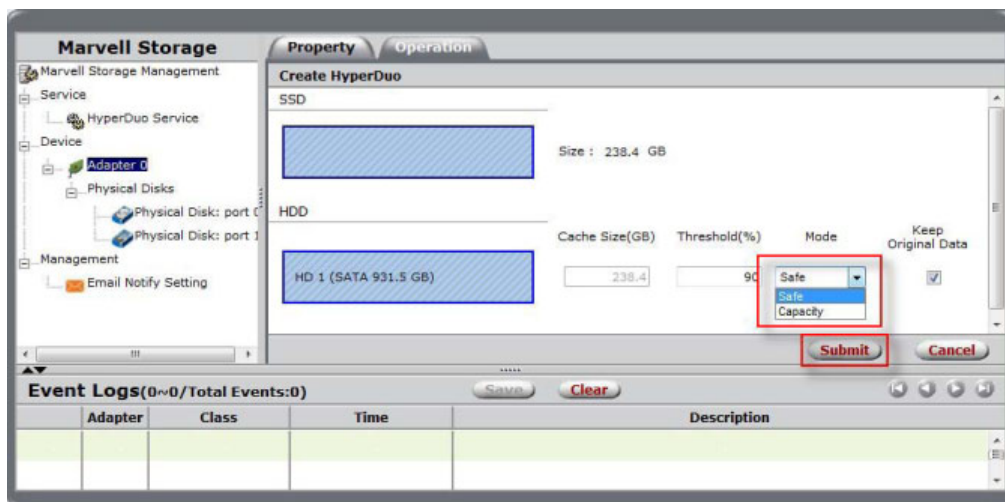 Marvell Storage
Marvell Storage Management
Service
HyperDuo Service
Device
Adapter 0
Physical Disks
Physical Disk: port
Physical Disk: port
Management
Email Notify Setting
Property
Operation
Create HyperDuo
SSD
Size : 238.4 GB
HDD
Cache Size(GB) Threshold(%) Mode Keep Original Data
HD 1 (SATA 931.5 GB) 238.4 90 Safe
Safe
Capacity
Submit Cancel
Event Logs(0~0/Total Events:0) Save Clear
Adapter Class Time Description